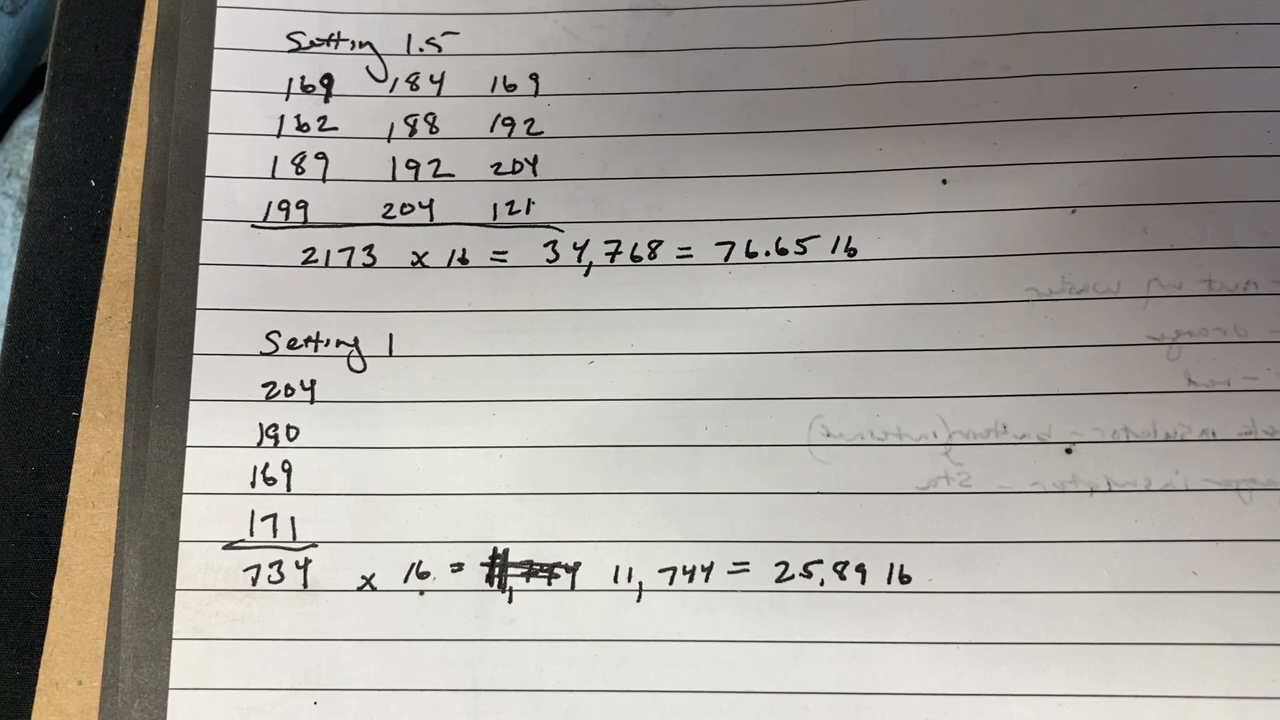 Setting 1.5
169 184 169
162 188 192
189 192 204
199 204 121
2173 x 16 = 34,768 = 76.65 lb
Setting 1
204
190
169
171
734 x 16 = 11,744 = 25.89 lb